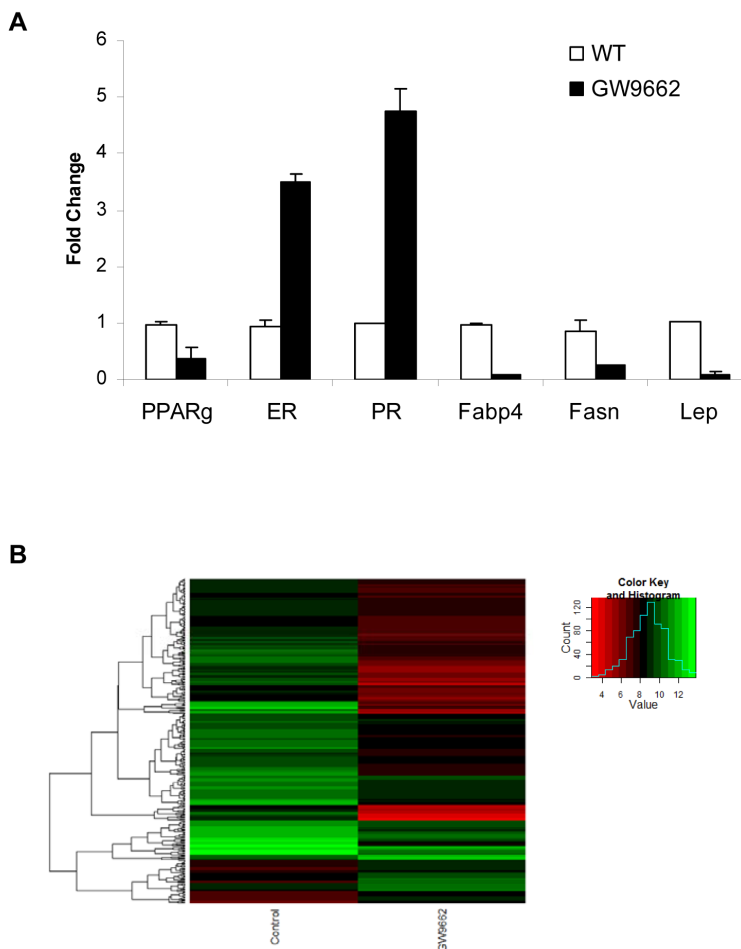 A
6
5
4
3
2
1
0
Fold Change
WT
GW9662
PPARg ER PR Fabp4 Fasn Lep
B
Color Key
and Histogram
Count
0 40 80 120
4 6 8 10 12
Value
Control
GW9662